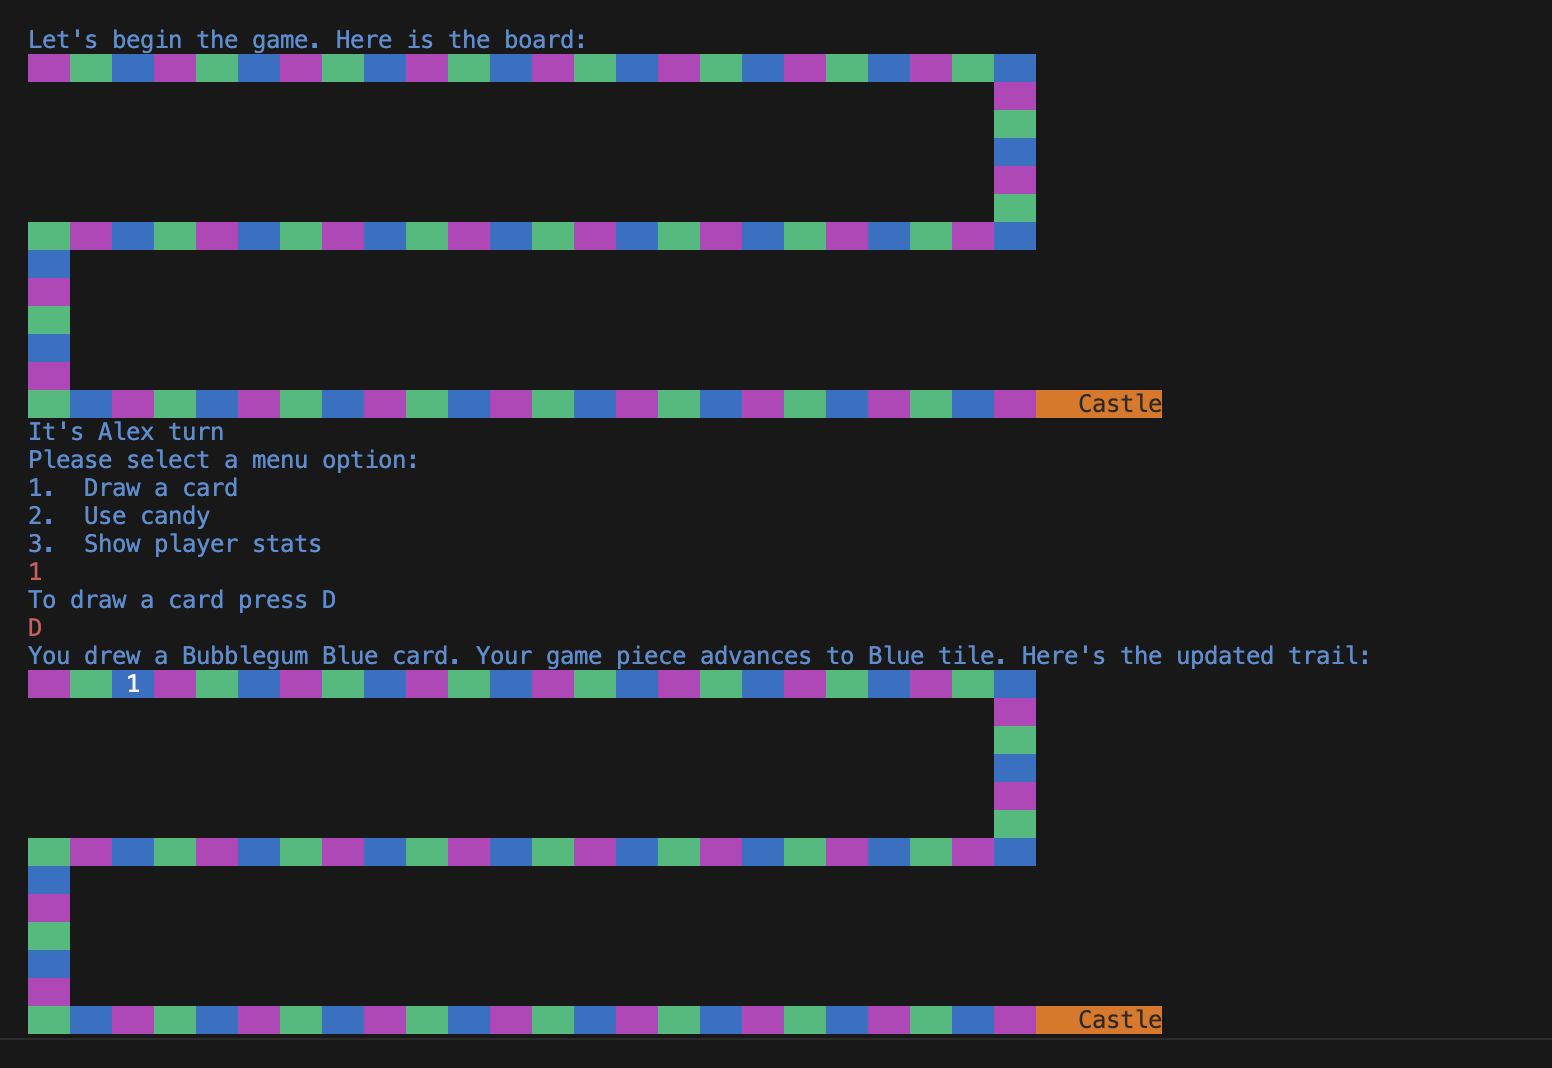 Let's begin the game. Here is the board:
Castle
It's Alex turn
Please select a menu option:
1.  Draw a card
2.  Use candy
3.  Show player stats
1
To draw a card press D
D
You drew a Bubblegum Blue card. Your game piece advances to Blue tile. Here's the updated trail:
1
Castle